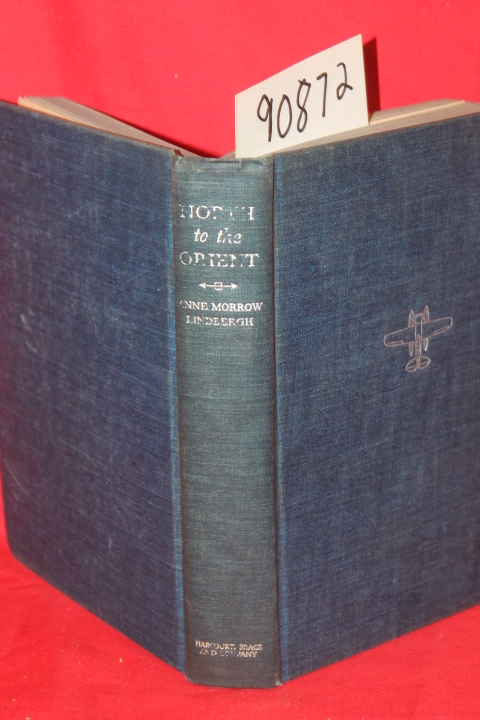 90872
NORTH
to the
ORIENT
ANNE MORROW
LINDBERGH
HARCOURT, BRACE
AND COMPANY